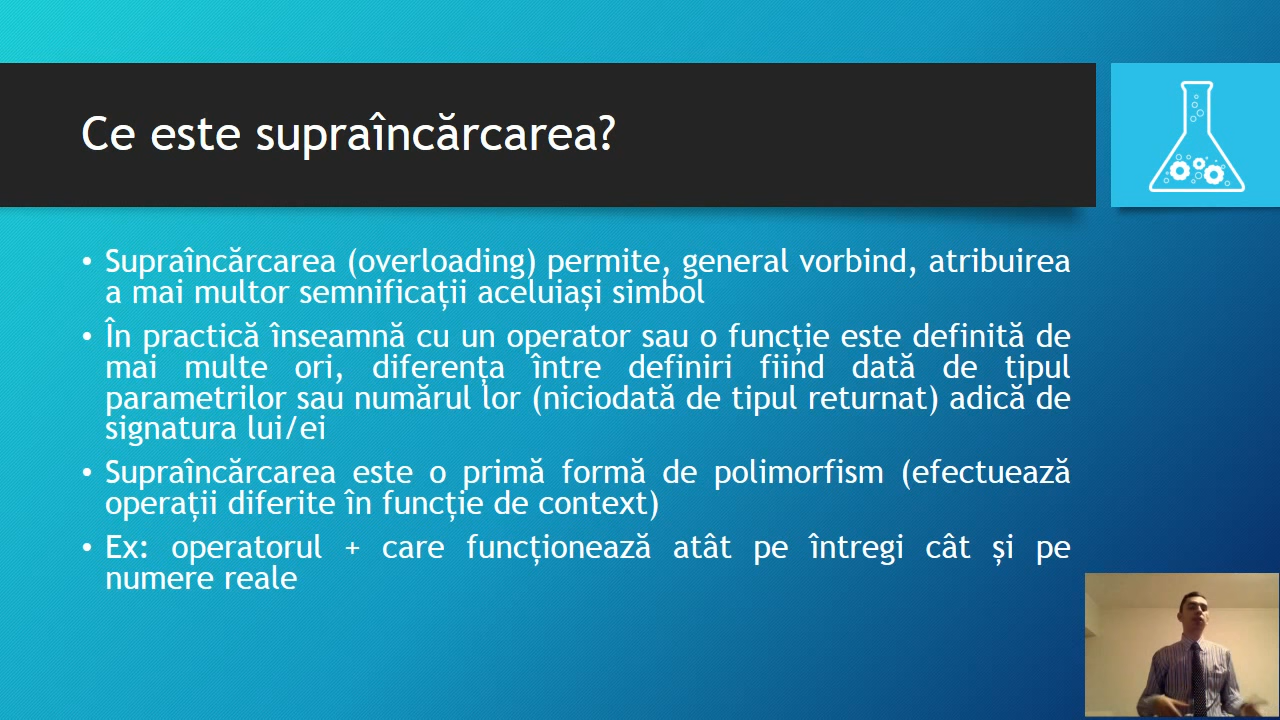 Ce este supraîncărcarea?
• Supraîncărcarea (overloading) permite, general vorbind, atribuirea
a mai multor semnificații aceluiași simbol
• În practică înseamnă cu un operator sau o funcție este definită de
mai multe ori, diferența între definiri fiind dată de tipul
parametrilor sau numărul lor (niciodată de tipul returnat) adică de
signatura lui/ei
• Supraîncărcarea este o primă formă de polimorfism (efectuează
operații diferite în funcție de context)
• Ex: operatorul + care funcționează atât pe întregi cât și pe
numere reale